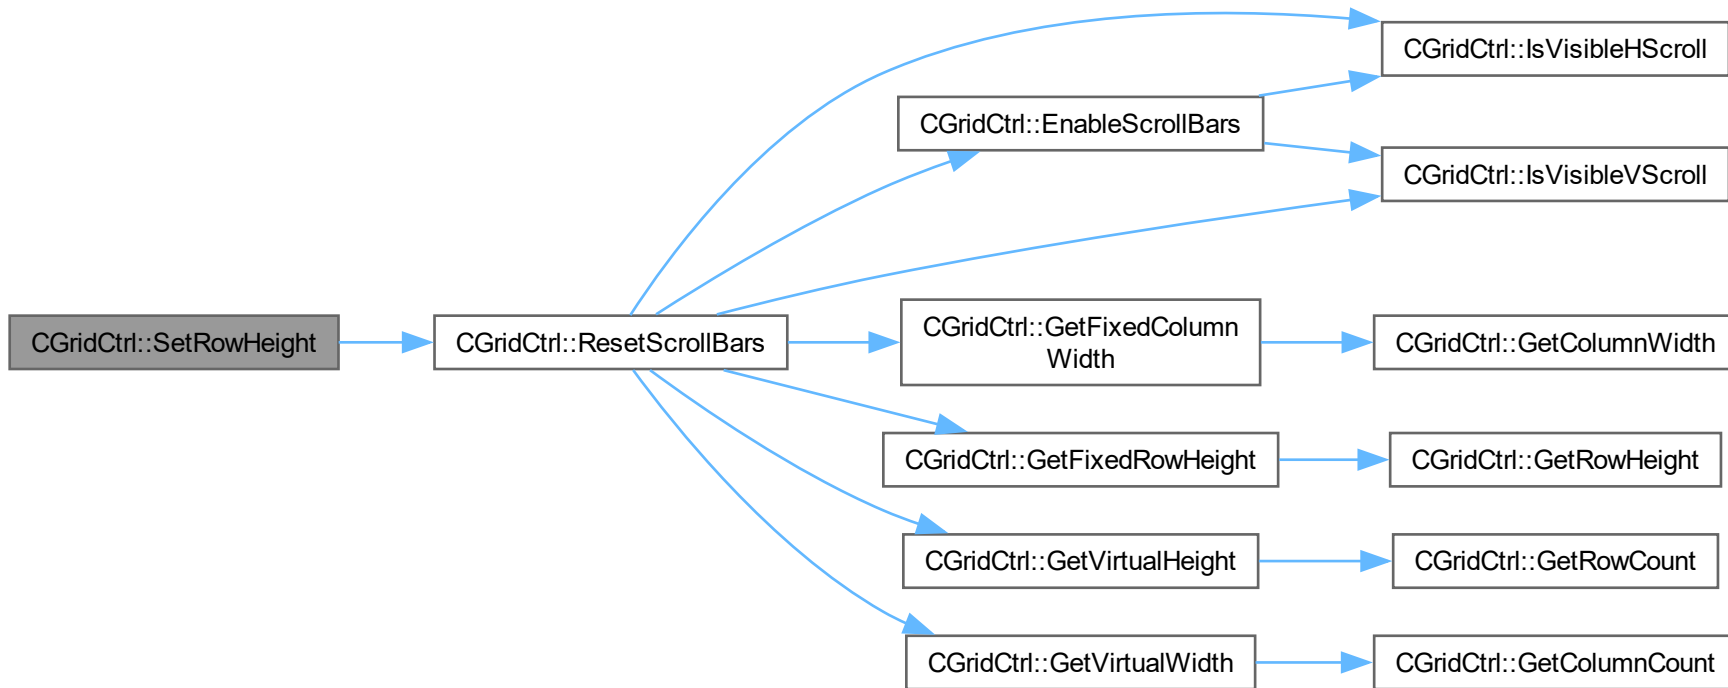 CGridCtrl::SetRowHeight
CGridCtrl::ResetScrollBars
CGridCtrl::EnableScrollBars
CGridCtrl::IsVisibleHScroll
CGridCtrl::IsVisibleVScroll
CGridCtrl::GetFixedColumn
Width
CGridCtrl::GetColumnWidth
CGridCtrl::GetFixedRowHeight
CGridCtrl::GetRowHeight
CGridCtrl::GetVirtualHeight
CGridCtrl::GetRowCount
CGridCtrl::GetVirtualWidth
CGridCtrl::GetColumnCount